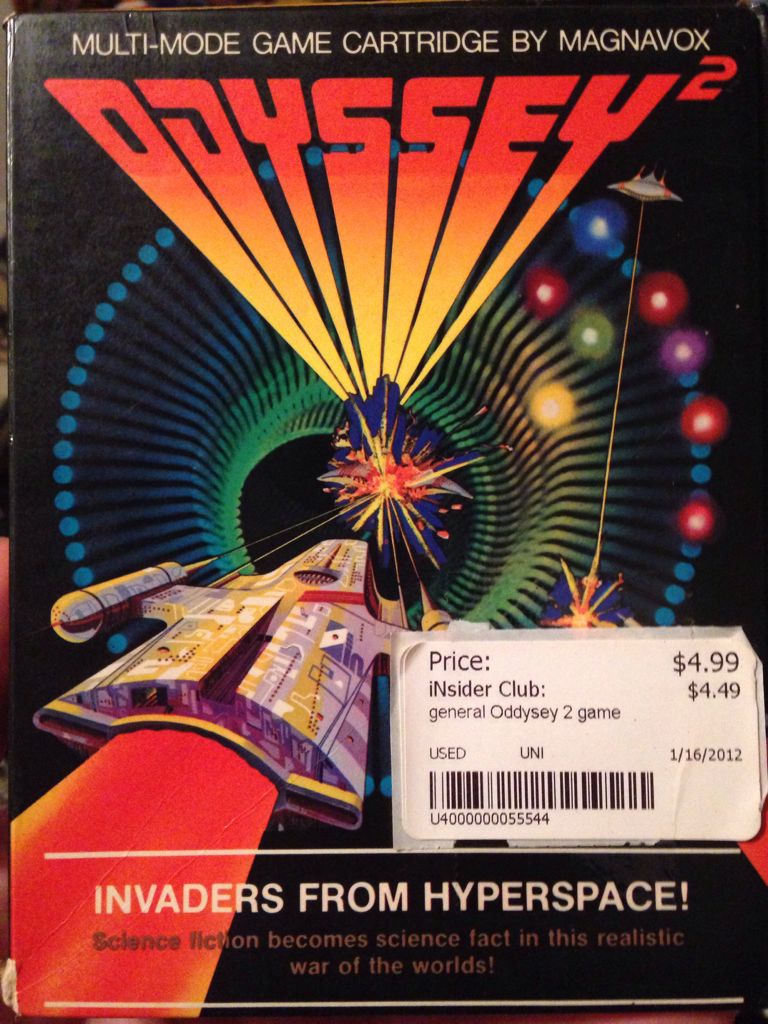 MULTI-MODE GAME CARTRIDGE BY MAGNAVOX
ODYSSEY²
Price: $4.99
iNsider Club: $4.49
general Oddysey 2 game
USED UNI 1/16/2012
U4000000055544
INVADERS FROM HYPERSPACE!
Science fiction becomes science fact in this realistic
war of the worlds!